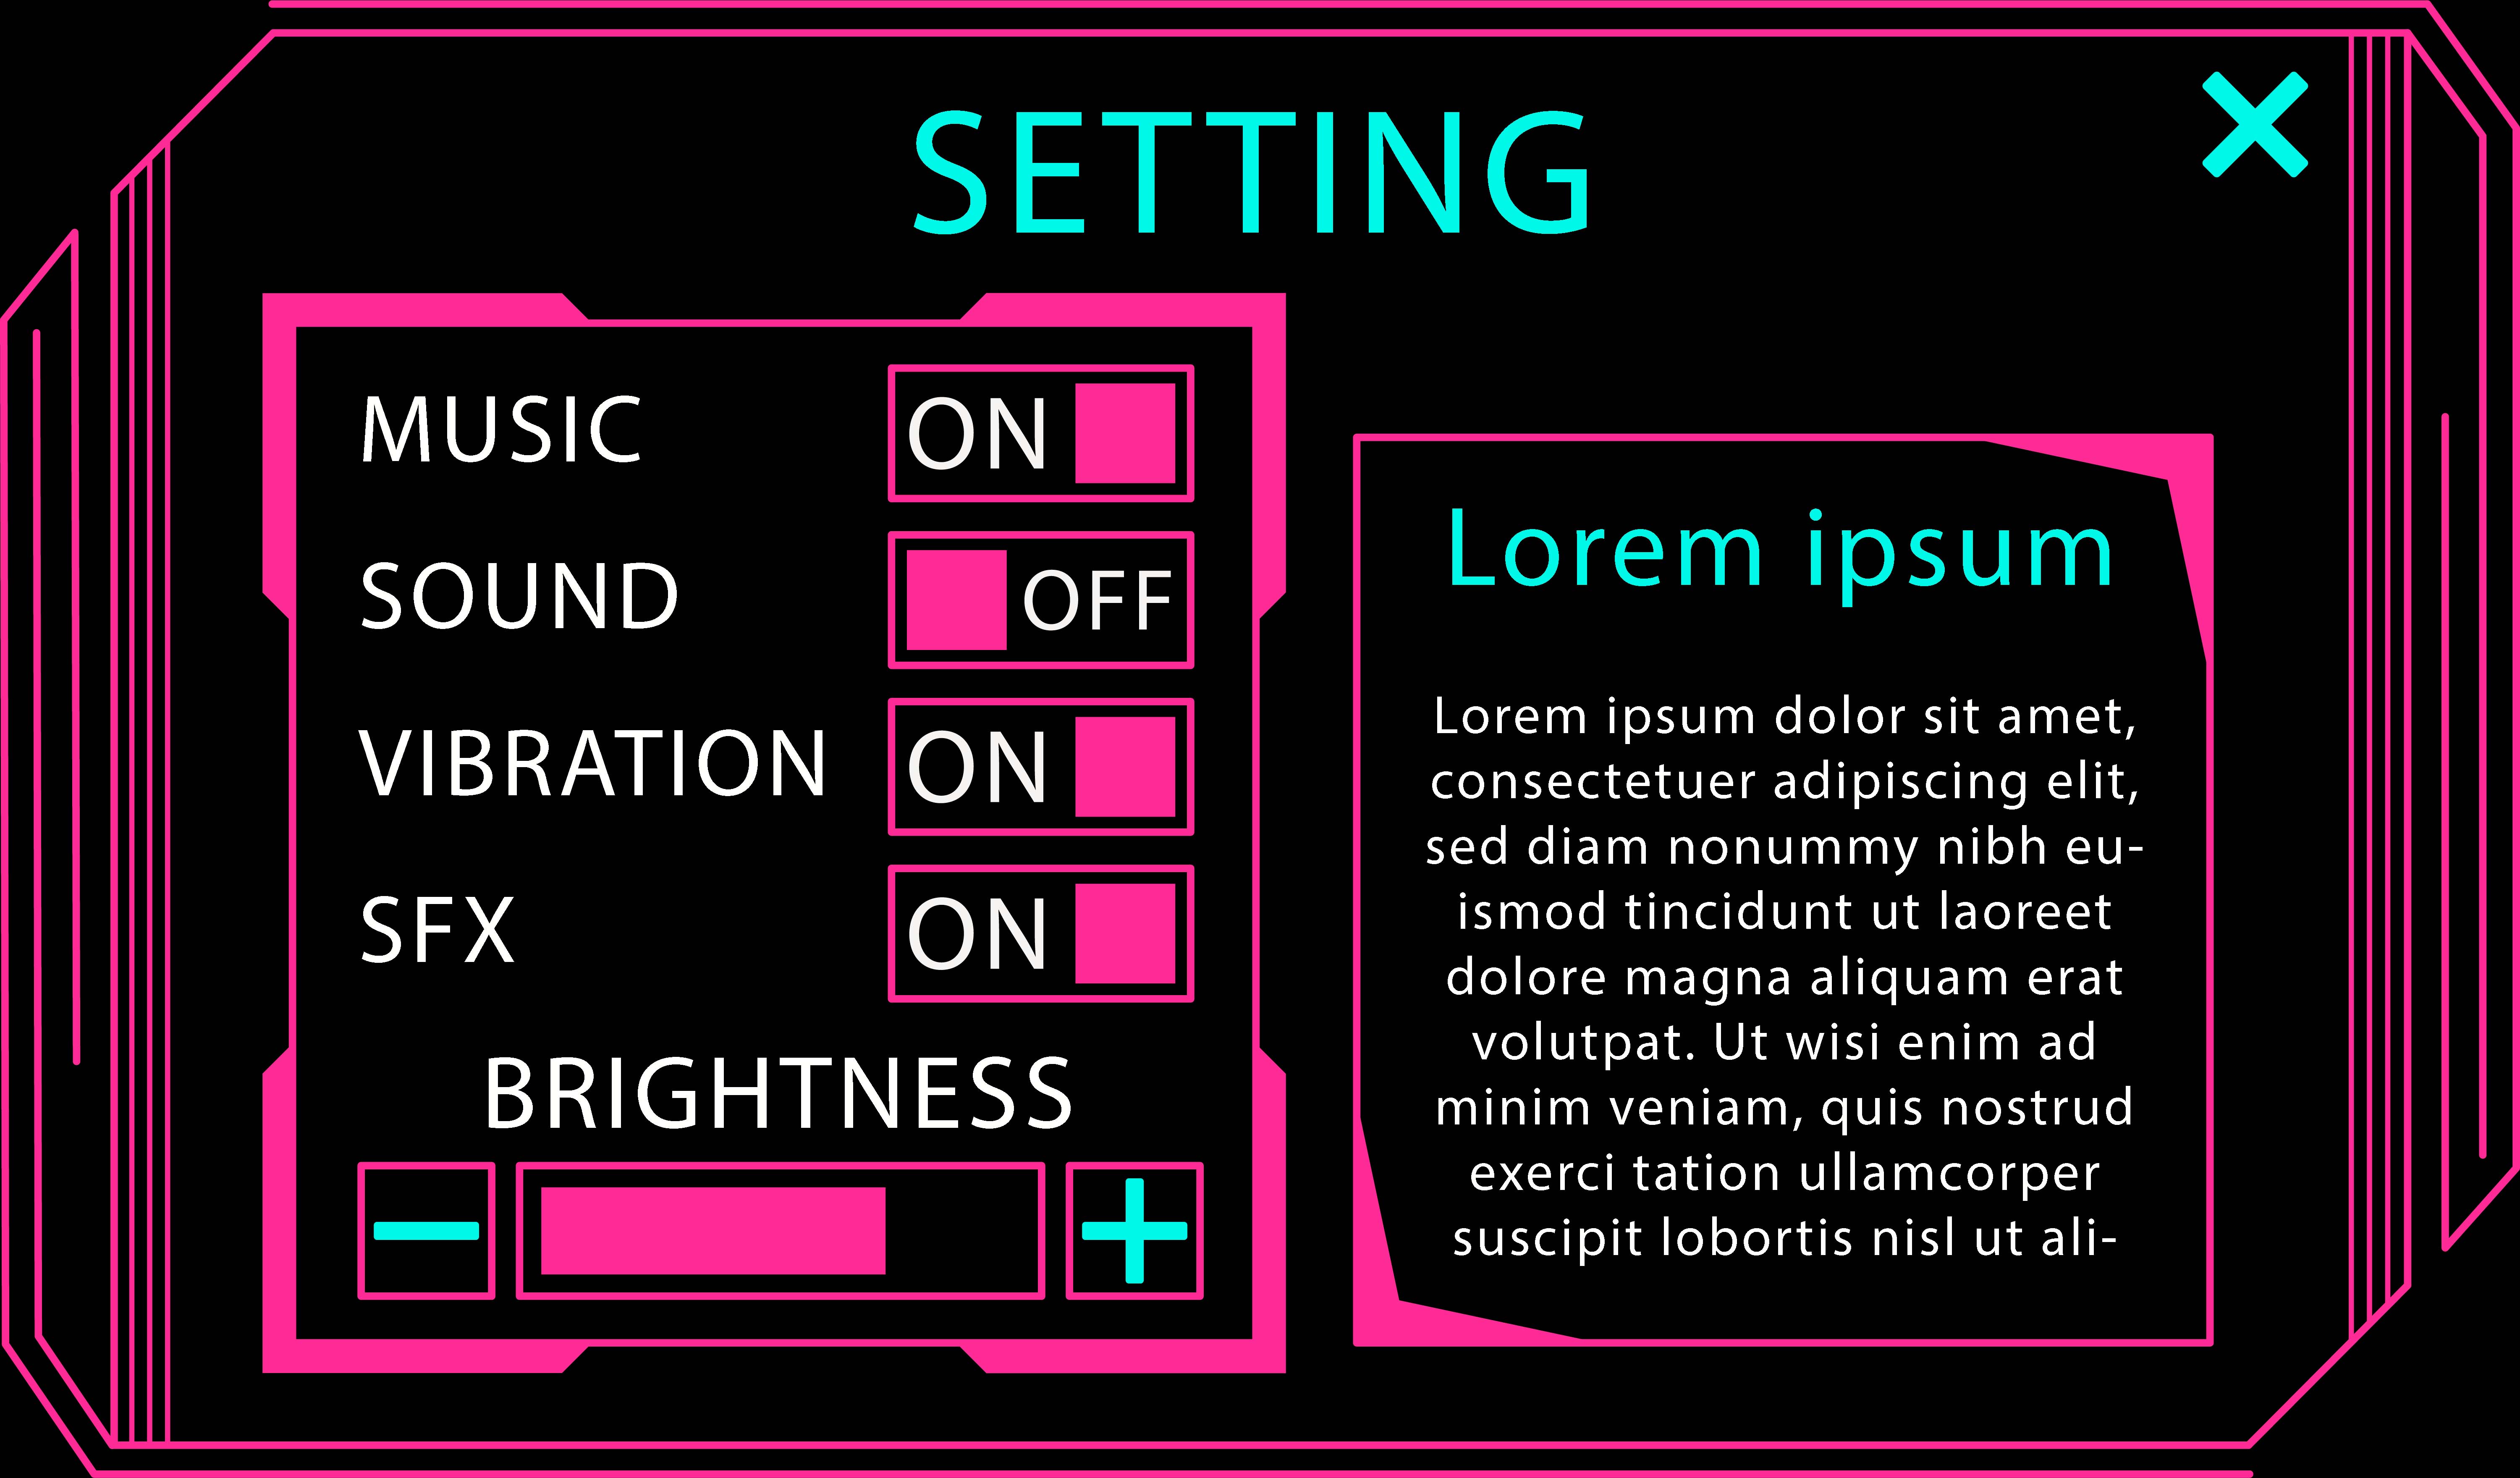 SETTING
MUSIC ON
SOUND OFF
VIBRATION ON
SFX ON
BRIGHTNESS
Lorem ipsum
Lorem ipsum dolor sit amet,
consectetuer adipiscing elit,
sed diam nonummy nibh eu-
ismod tincidunt ut laoreet
dolore magna aliquam erat
volutpat. Ut wisi enim ad
minim veniam, quis nostrud
exerci tation ullamcorper
suscipit lobortis nisl ut ali-